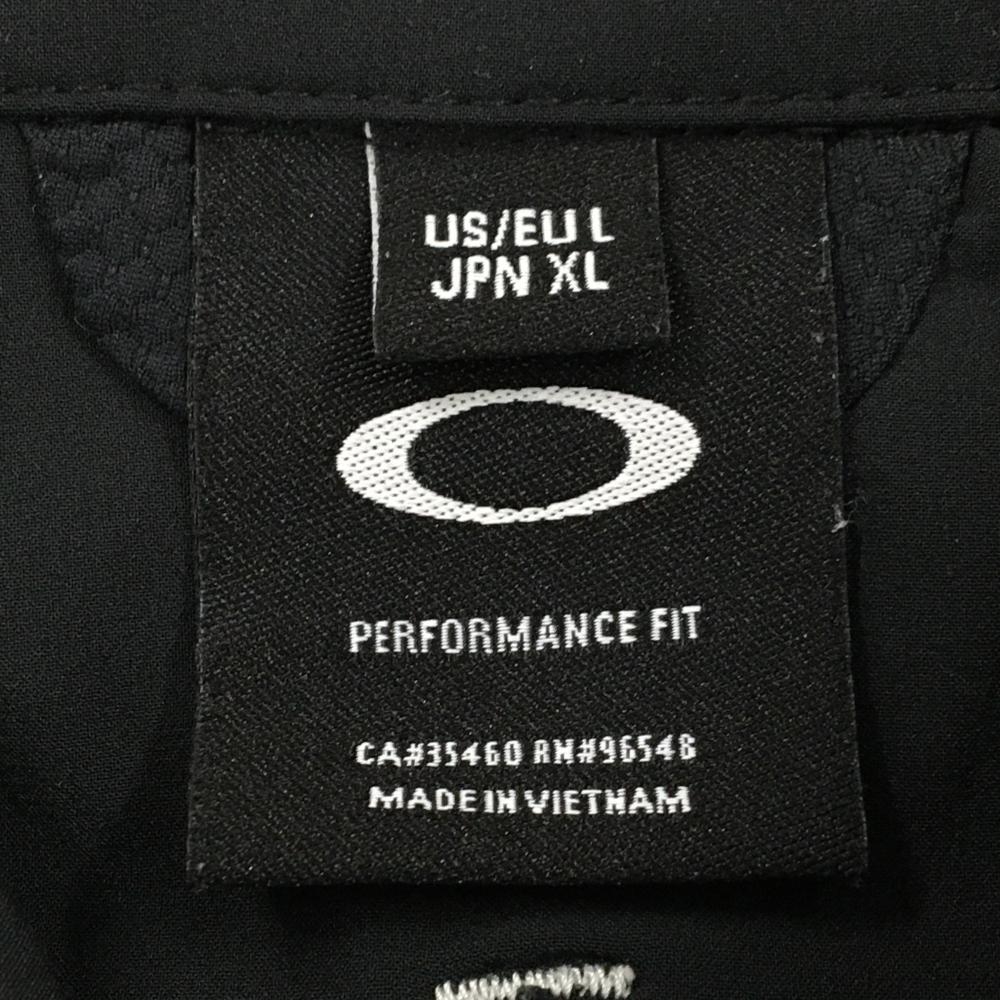 US/EU L
JPN XL
PERFORMANCE FIT
CA#35460 RN#96548
MADE IN VIETNAM